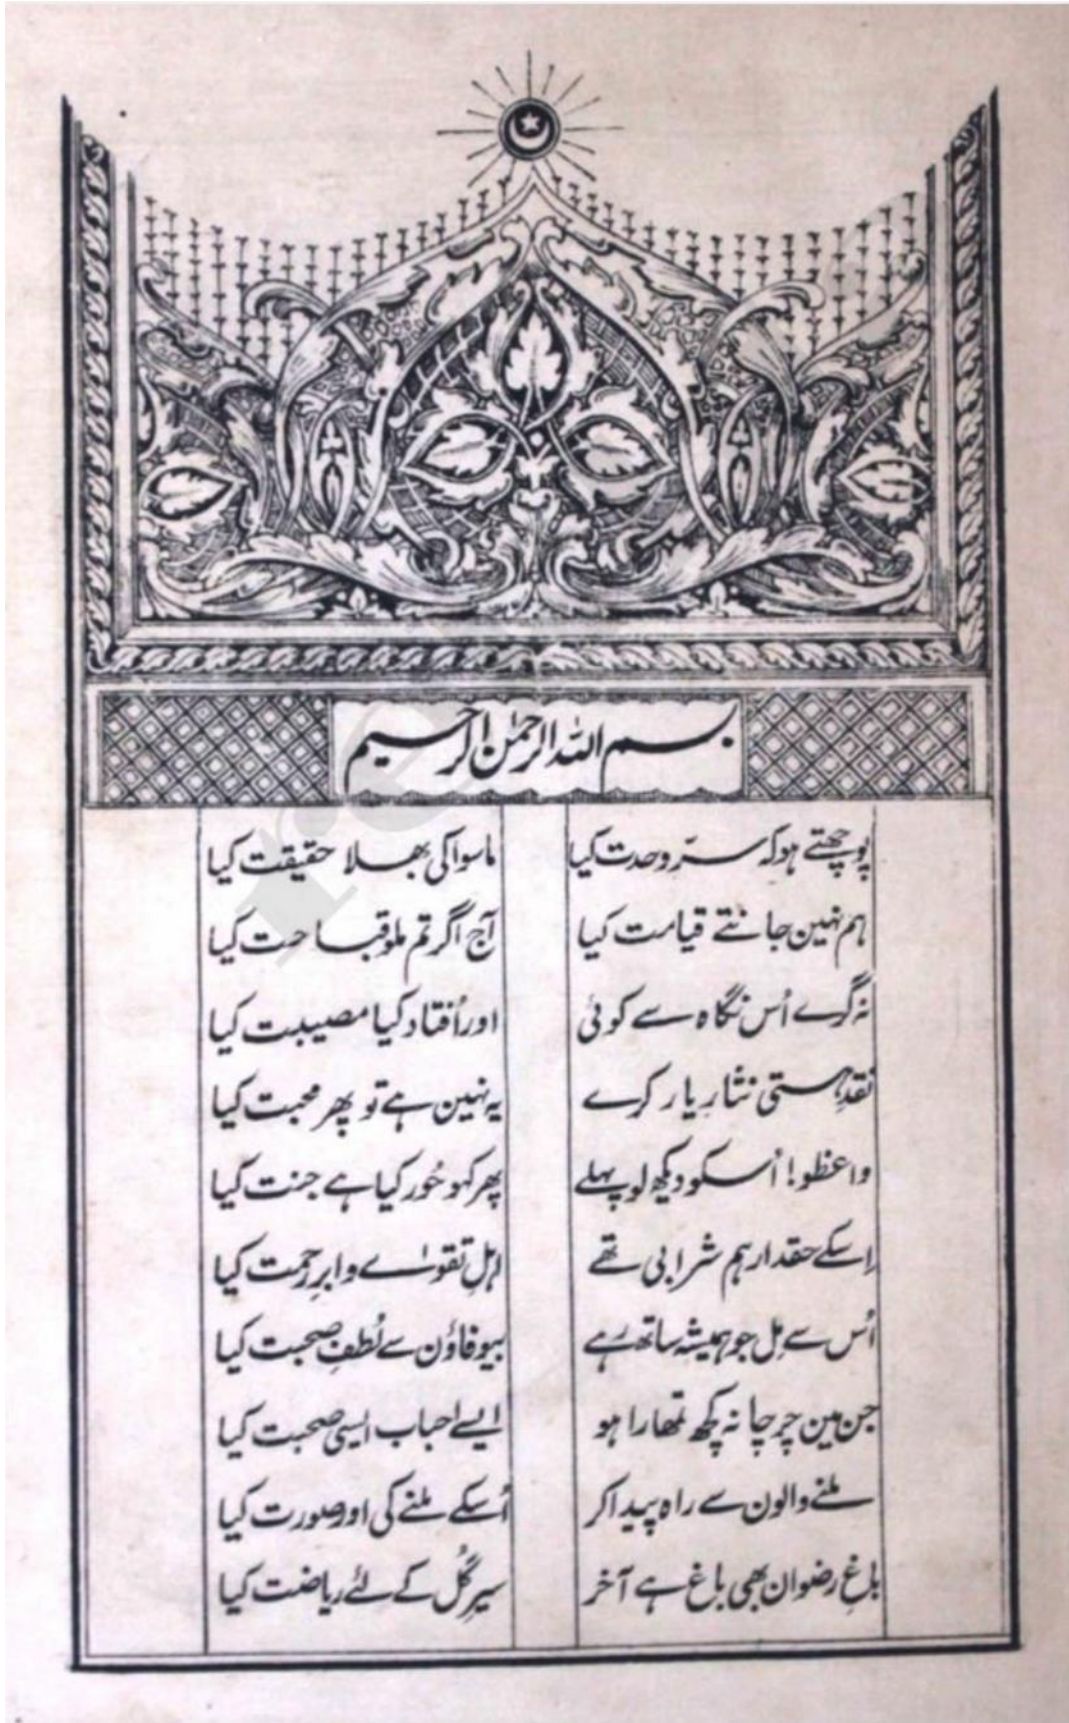 بسم اللہ الرحمٰن الرحیم
پوچھتے ہو کہ سرّ وحدت کیا ماسوا کی بھلا حقیقت کیا
ہم نہین جانتے قیامت کیا آج اگر تم ملو قباحت کیا
نہ گرے اُس نگاہ سے کوئی اور اُفتاد کیا مصیبت کیا
نقدِ ہستی نثارِ یار کرے یہ نہین ہے تو پھر محبت کیا
واعظو! اُسکو دیکھ لو پہلے پھر کہو حُور کیا ہے جنت کیا
اِسکے حقدار ہم شرابی تھے اہلِ تقوےٰ و ابرِ رحمت کیا
اُس سے مِل جو ہمیشہ ساتھ رہے بیوفاؤن سے لُطفِ صحبت کیا
جن مین چرچا نہ کچھ تمھارا ہو ایسے احباب ایسی صحبت کیا
ملنے والون سے راہ پیدا کر اُسکے ملنے کی اور صورت کیا
باغِ رضوان بھی باغ ہے آخر سیرِ گُل کے لئے ریاضت کیا